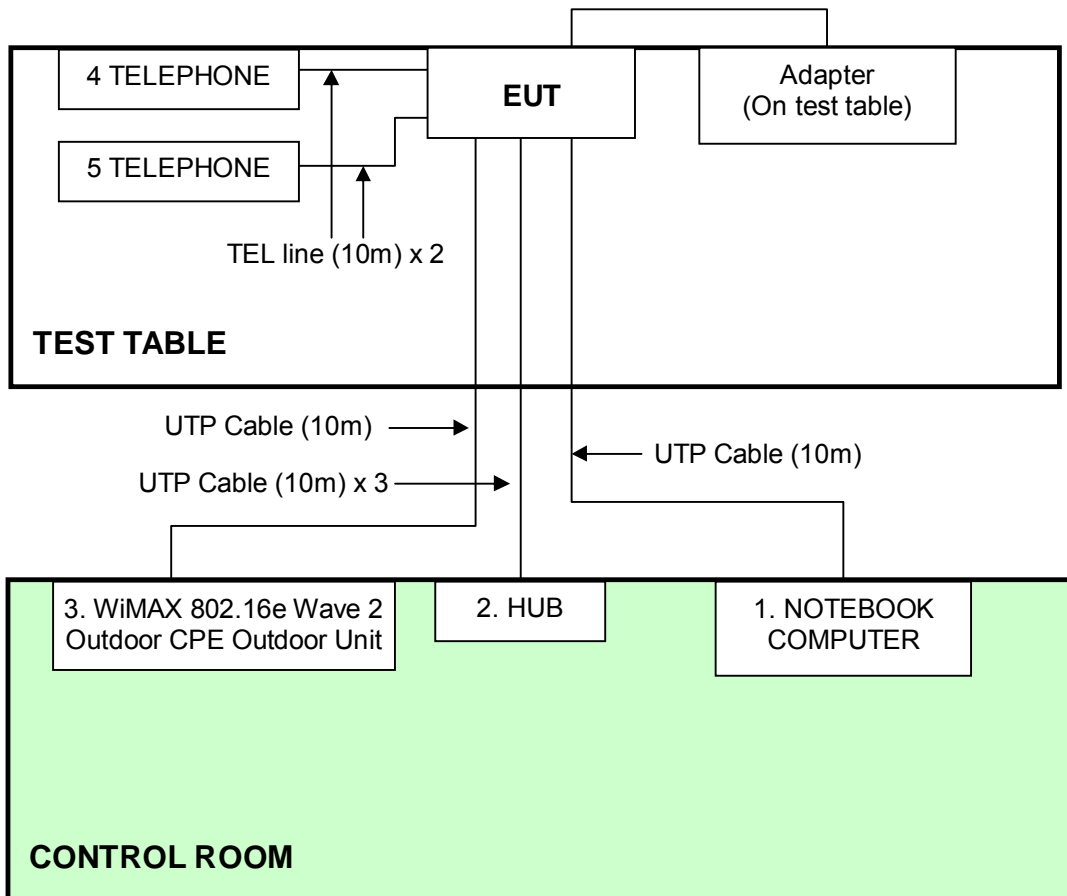 4 TELEPHONE
EUT
Adapter
(On test table)
5 TELEPHONE
TEL line (10m) x 2
TEST TABLE
UTP Cable (10m)
UTP Cable (10m)
UTP Cable (10m) x 3
3. WiMAX 802.16e Wave 2
Outdoor CPE Outdoor Unit
2. HUB
1. NOTEBOOK
COMPUTER
CONTROL ROOM